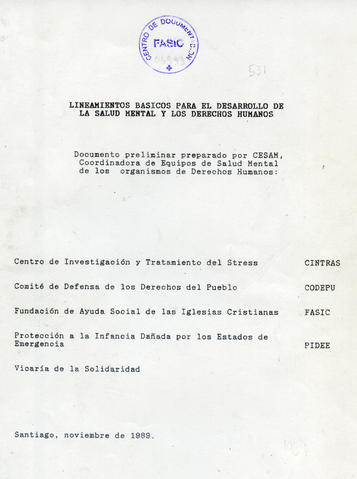 CENTRO DE DOCUMENTACION
FASIC
531
LINEAMIENTOS BASICOS PARA EL DESARROLLO DE
LA SALUD MENTAL Y LOS DERECHOS HUMANOS
Documento preliminar preparado por CESAM,
Coordinadora de Equipos de Salud Mental
de los organismos de Derechos Humanos:
Centro de Investigación y Tratamiento del Stress CINTRAS
Comité de Defensa de los Derechos del Pueblo CODEPU
Fundación de Ayuda Social de las Iglesias Cristianas FASIC
Protección a la Infancia Dañada por los Estados de
Emergencia PIDEE
Vicaría de la Solidaridad
Santiago, noviembre de 1989.